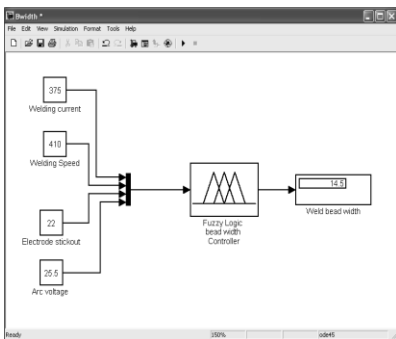 Bwidth *
File Edit View Simulation Format Tools Help
375
Welding current
410
Welding Speed
22
Electrode stickout
25.5
Arc voltage
Fuzzy Logic
bead width
Controller
14.5
Weld bead width
Ready 150% ode45